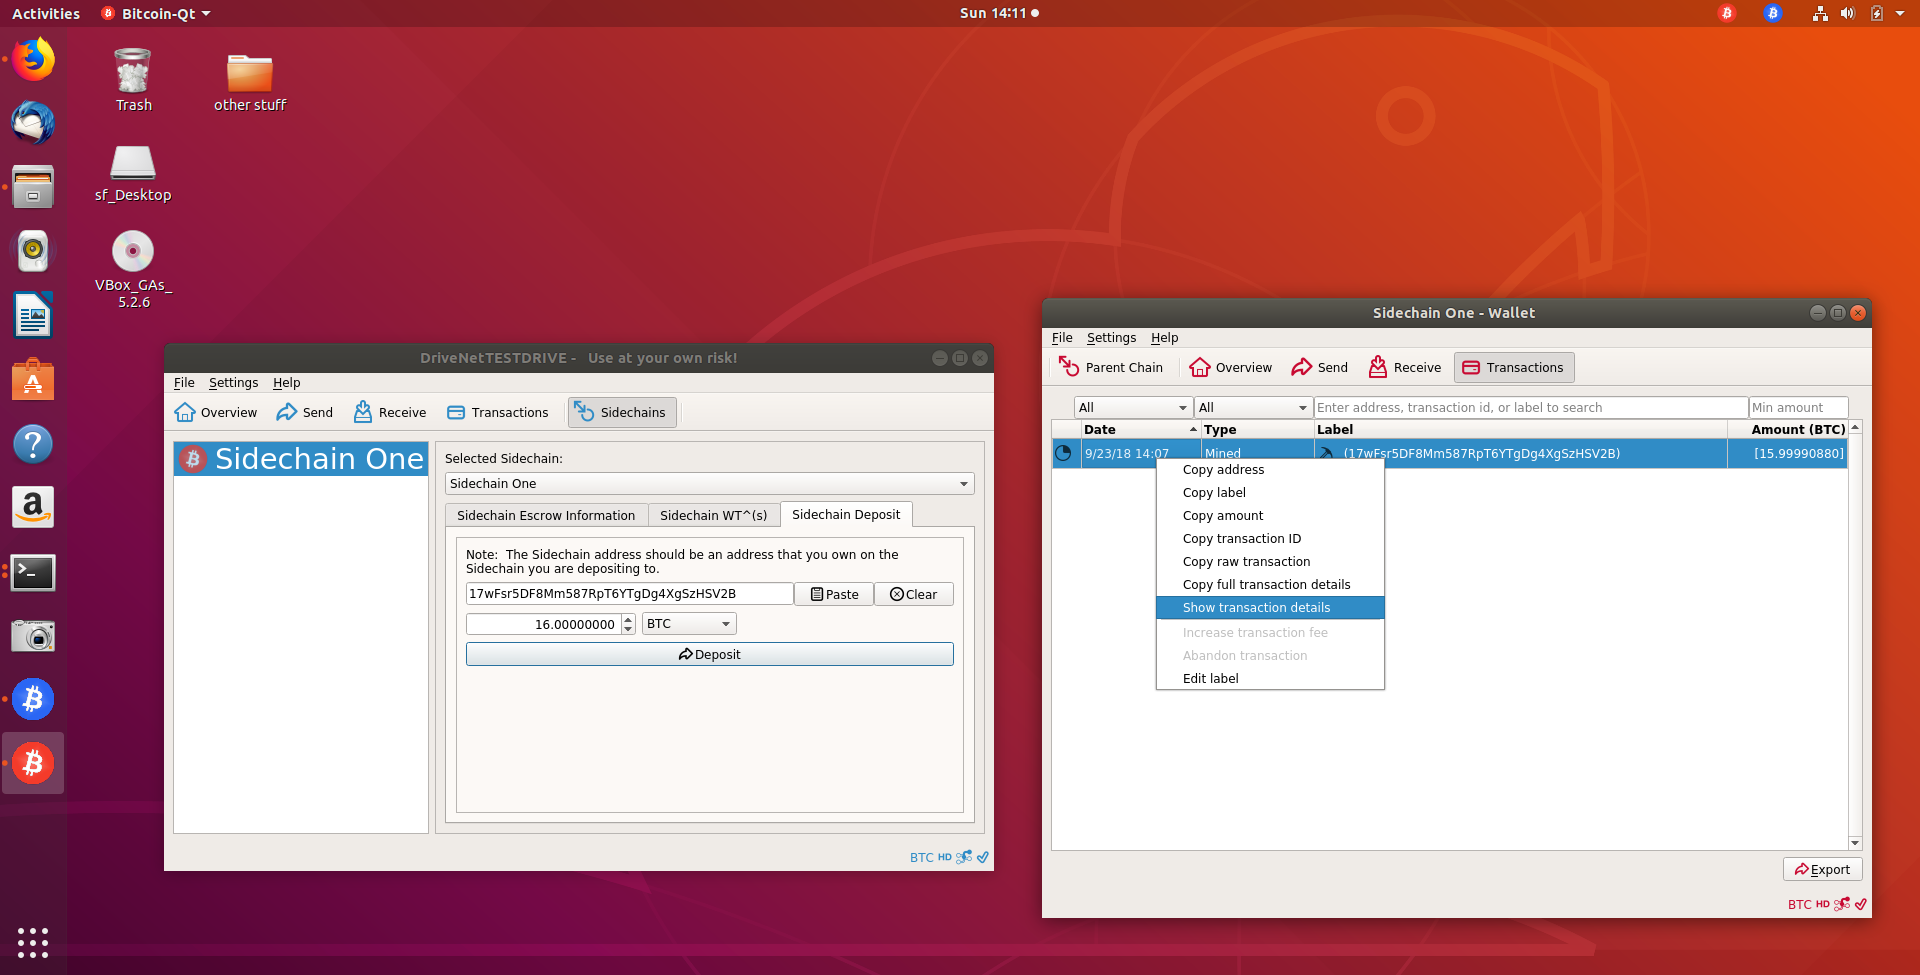 Activities
Bitcoin-Qt
Sun 14:11
Trash
other stuff
sf_Desktop
VBox_GAs_
5.2.6
DriveNetTESTDRIVE - Use at your own risk!
File Settings Help
Overview Send Receive Transactions Sidechains
Sidechain One
Selected Sidechain:
Sidechain One
Sidechain Escrow Information Sidechain WT^(s) Sidechain Deposit
Note: The Sidechain address should be an address that you own on the
Sidechain you are depositing to.
17wFsr5DF8Mm587RpT6YTgDg4XgSzHSV2B Paste Clear
16.00000000 BTC
Deposit
BTC HD
Sidechain One - Wallet
File Settings Help
Parent Chain Overview Send Receive Transactions
All All Enter address, transaction id, or label to search Min amount
Date Type Label Amount (BTC)
9/23/18 14:07 Mined (17wFsr5DF8Mm587RpT6YTgDg4XgSzHSV2B) [15.99990880]
Copy address
Copy label
Copy amount
Copy transaction ID
Copy raw transaction
Copy full transaction details
Show transaction details
Increase transaction fee
Abandon transaction
Edit label
Export
BTC HD